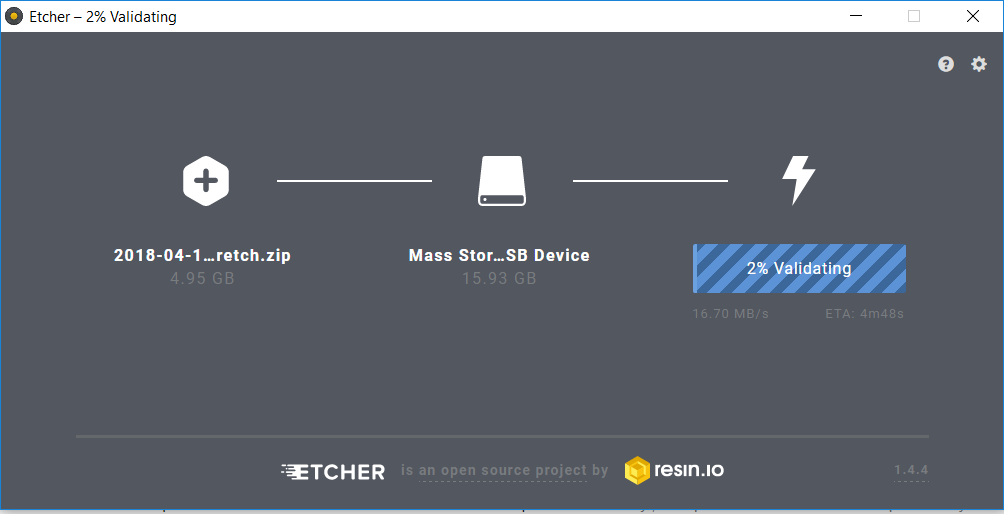 Etcher – 2% Validating
2018-04-1...retch.zip
4.95 GB
Mass Stor...SB Device
15.93 GB
2% Validating
16.70 MB/s
ETA: 4m48s
ETCHER is an open source project by resin.io
1.4.4